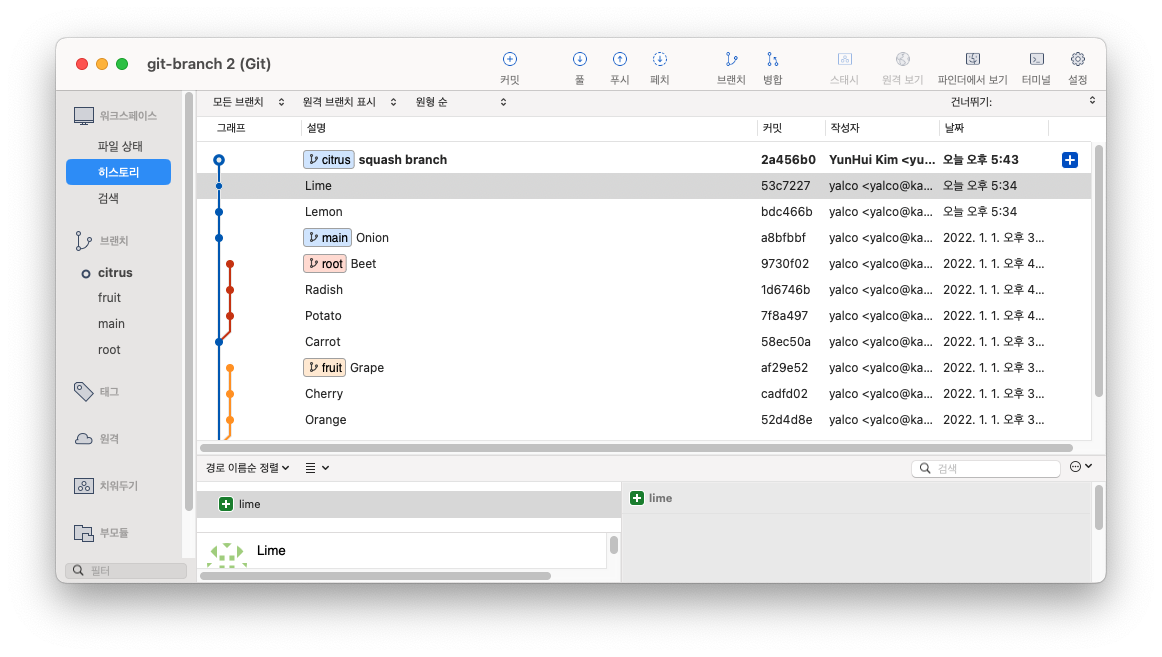 git-branch 2 (Git)
커밋 풀 푸시 페치 브랜치 병합 스태시 원격 보기 파인더에서 보기 터미널 설정
워크스페이스
파일 상태
히스토리
검색
브랜치
citrus
fruit
main
root
태그
원격
치워두기
부모듈
필터
모든 브랜치 원격 브랜치 표시 원형 순 건너뛰기:
그래프 설명 커밋 작성자 날짜
citrus squash branch 2a456b0 YunHui Kim <yu... 오늘 오후 5:43
Lime 53c7227 yalco <yalco@ka... 오늘 오후 5:34
Lemon bdc466b yalco <yalco@ka... 오늘 오후 5:34
main Onion a8bfbbf yalco <yalco@ka... 2022. 1. 1. 오후 3...
root Beet 9730f02 yalco <yalco@ka... 2022. 1. 1. 오후 4...
Radish 1d6746b yalco <yalco@ka... 2022. 1. 1. 오후 4...
Potato 7f8a497 yalco <yalco@ka... 2022. 1. 1. 오후 4...
Carrot 58ec50a yalco <yalco@ka... 2022. 1. 1. 오후 3...
fruit Grape af29e52 yalco <yalco@ka... 2022. 1. 1. 오후 3...
Cherry cadfd02 yalco <yalco@ka... 2022. 1. 1. 오후 3...
Orange 52d4d8e yalco <yalco@ka... 2022. 1. 1. 오후 3...
경로 이름순 정렬 검색
lime
Lime
lime